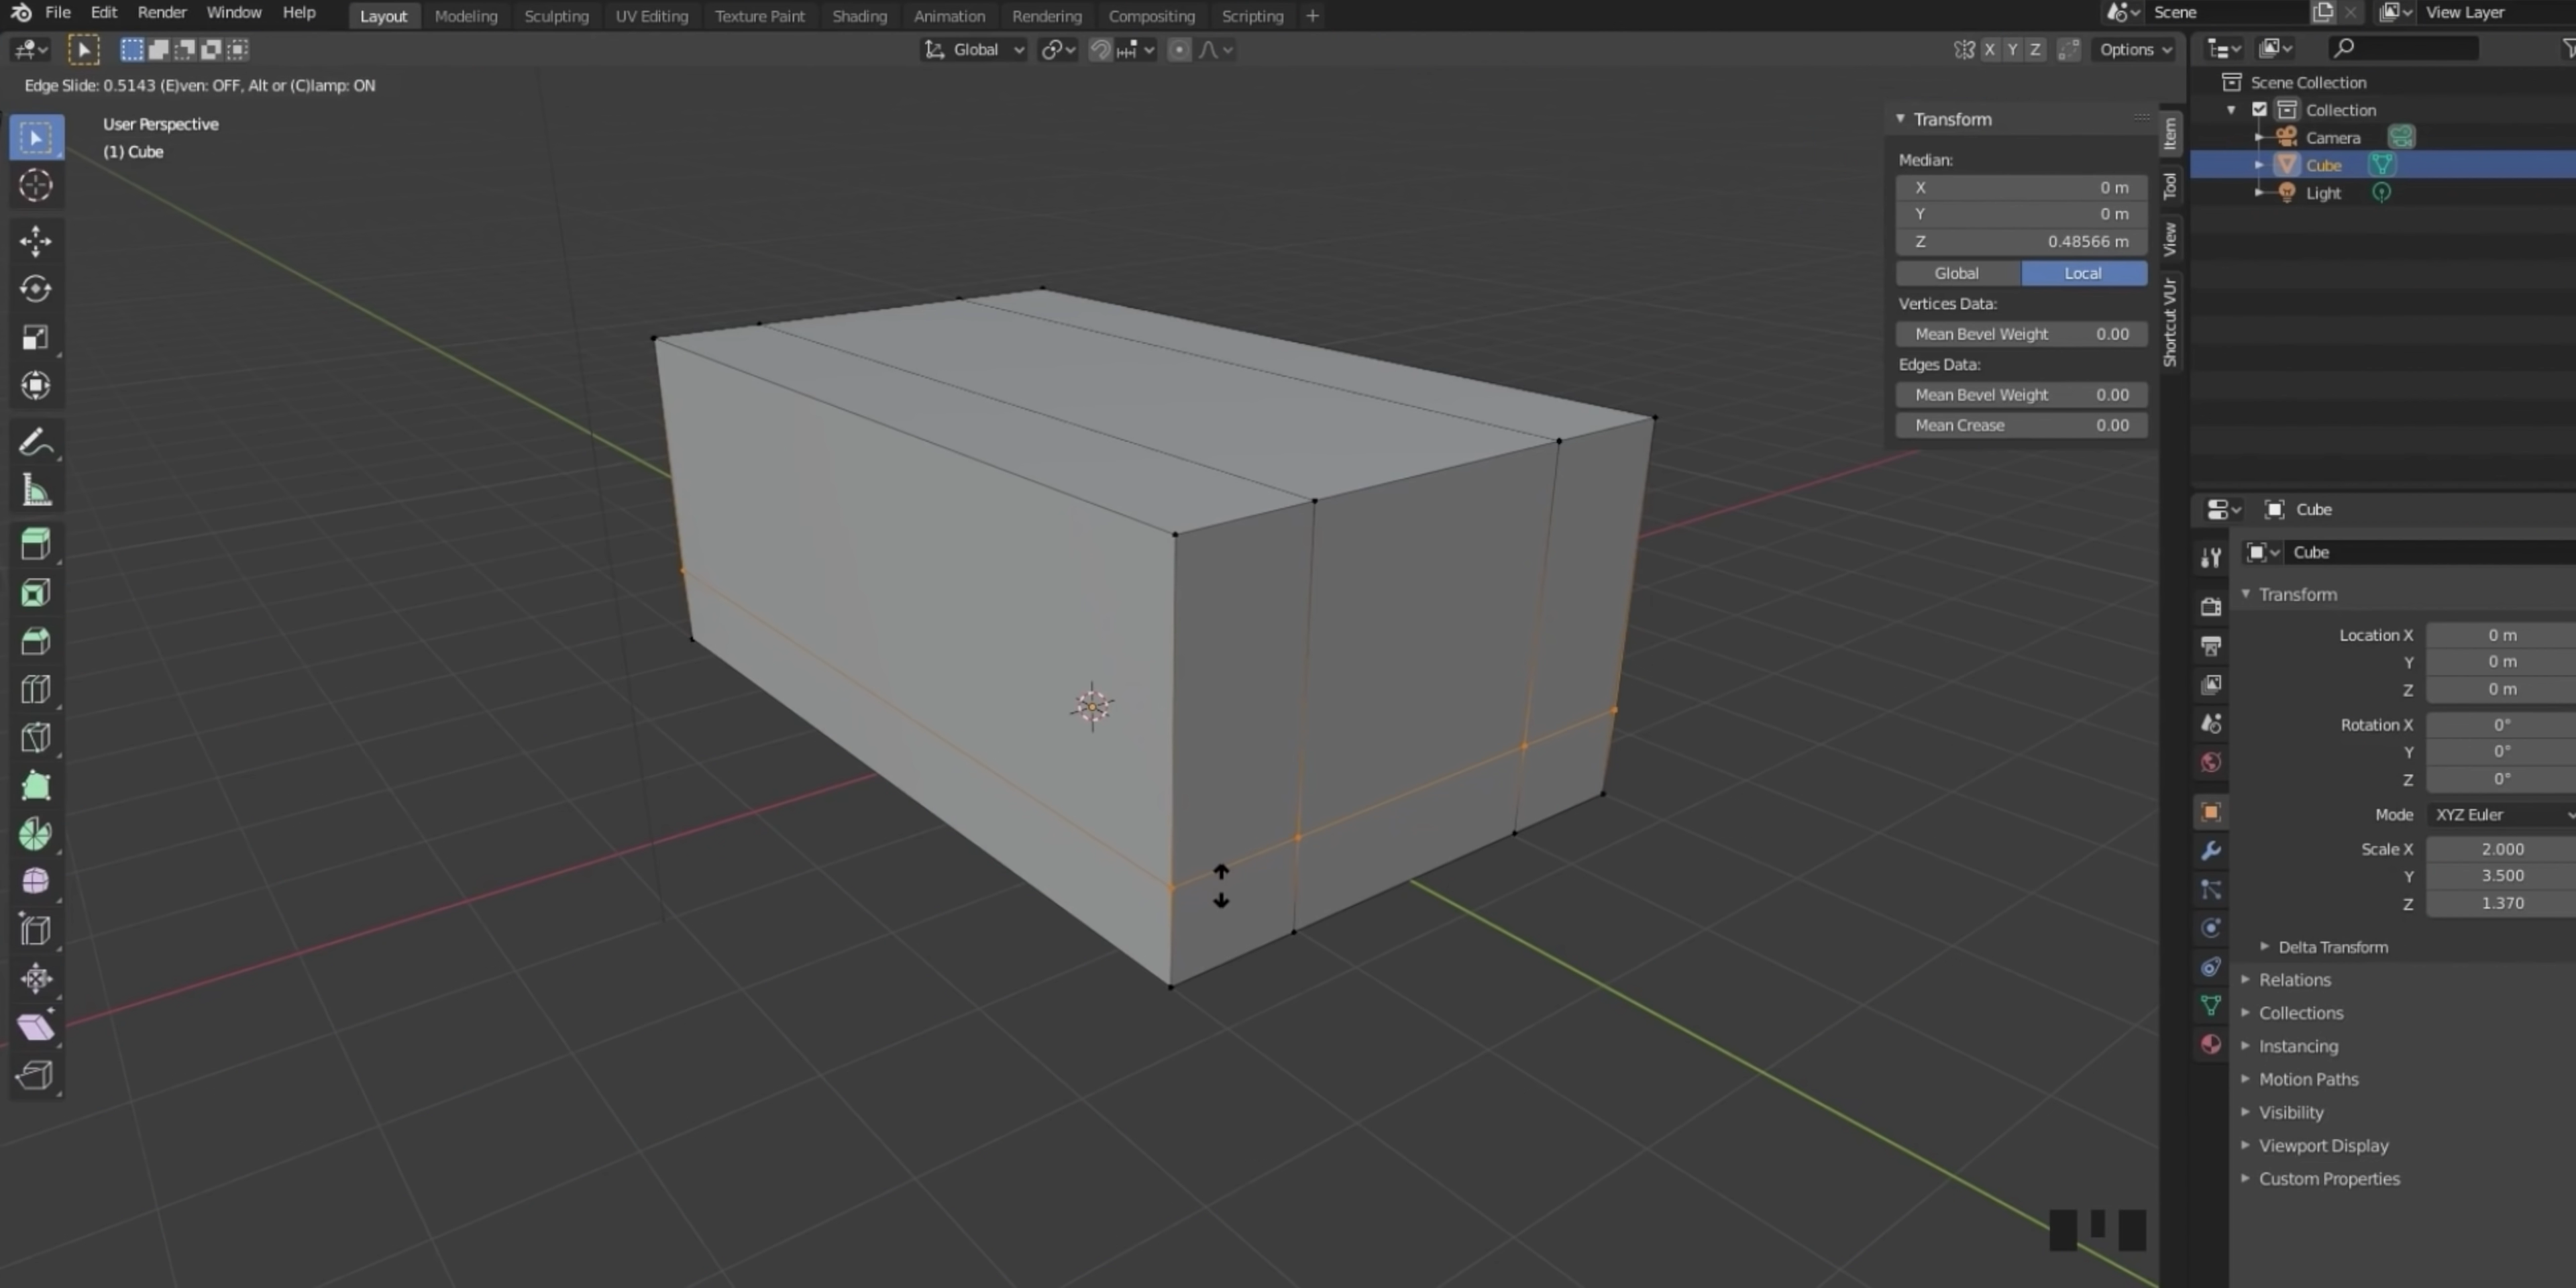 File Edit Render Window Help Layout Modeling Sculpting UV Editing Texture Paint Shading Animation Rendering Compositing Scripting + Scene View Layer
Global X Y Z Options
Edge Slide: 0.5143 (E)ven: OFF, Alt or (C)lamp: ON
User Perspective
(1) Cube
Transform
Median:
X 0 m
Y 0 m
Z 0.48566 m
Global Local
Vertices Data:
Mean Bevel Weight 0.00
Edges Data:
Mean Bevel Weight 0.00
Mean Crease 0.00
Item
Tool
View
Shortcut VUr
Scene Collection
Collection
Camera
Cube
Light
Cube
Cube
Transform
Location X 0 m
Y 0 m
Z 0 m
Rotation X 0°
Y 0°
Z 0°
Mode XYZ Euler
Scale X 2.000
Y 3.500
Z 1.370
Delta Transform
Relations
Collections
Instancing
Motion Paths
Visibility
Viewport Display
Custom Properties